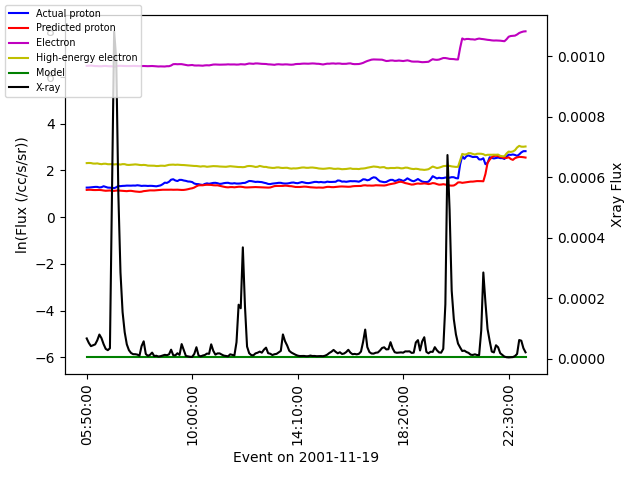 Actual proton
Predicted proton
Electron
High-energy electron
Model
X-ray
4
2
0
−2
−4
−6
ln(Flux (/cc/s/sr))
0.0010
0.0008
0.0006
0.0004
0.0002
0.0000
Xray Flux
05:50:00
10:00:00
14:10:00
18:20:00
22:30:00
Event on 2001-11-19